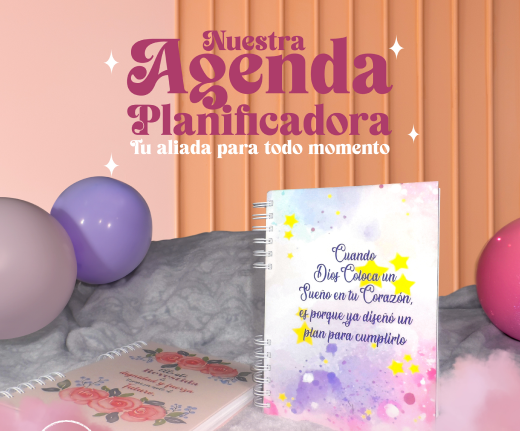 Nuestra
Agenda
Planificadora
Tu aliada para todo momento
Cuando
Dios Coloca un
Sueño en tu Corazón,
es porque ya diseñó un
plan para cumplirlo
futuro.